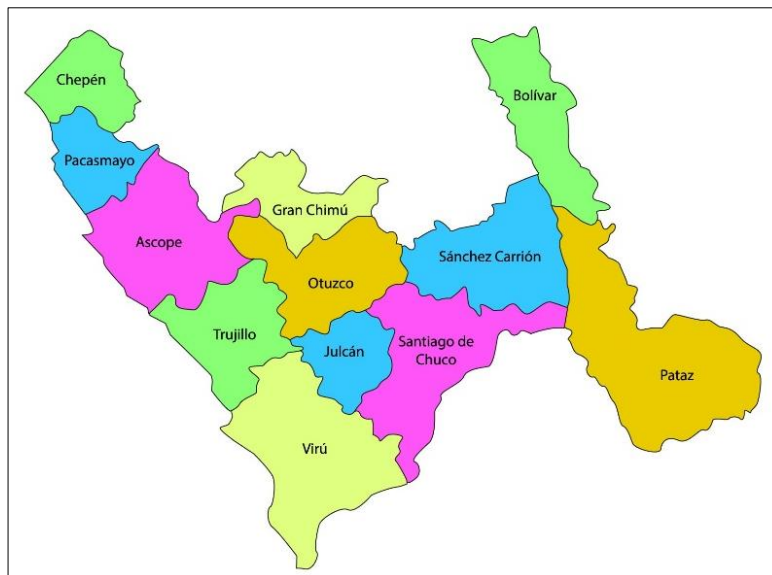 Chepén
Bolívar
Pacasmayo
Gran Chimú
Ascope
Sánchez Carrión
Otuzco
Trujillo
Julcán
Santiago de
Chuco
Pataz
Virú